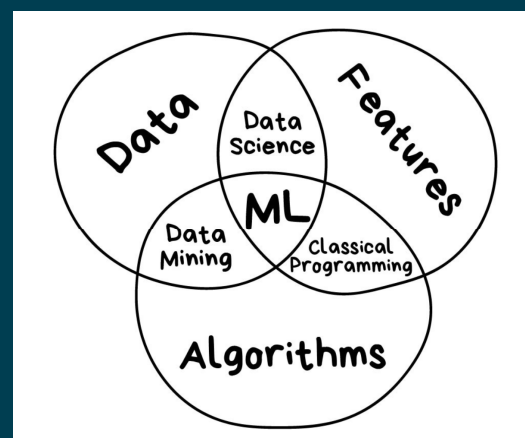 Data
Features
Data
Science
ML
Data
Mining
Classical
Programming
Algorithms